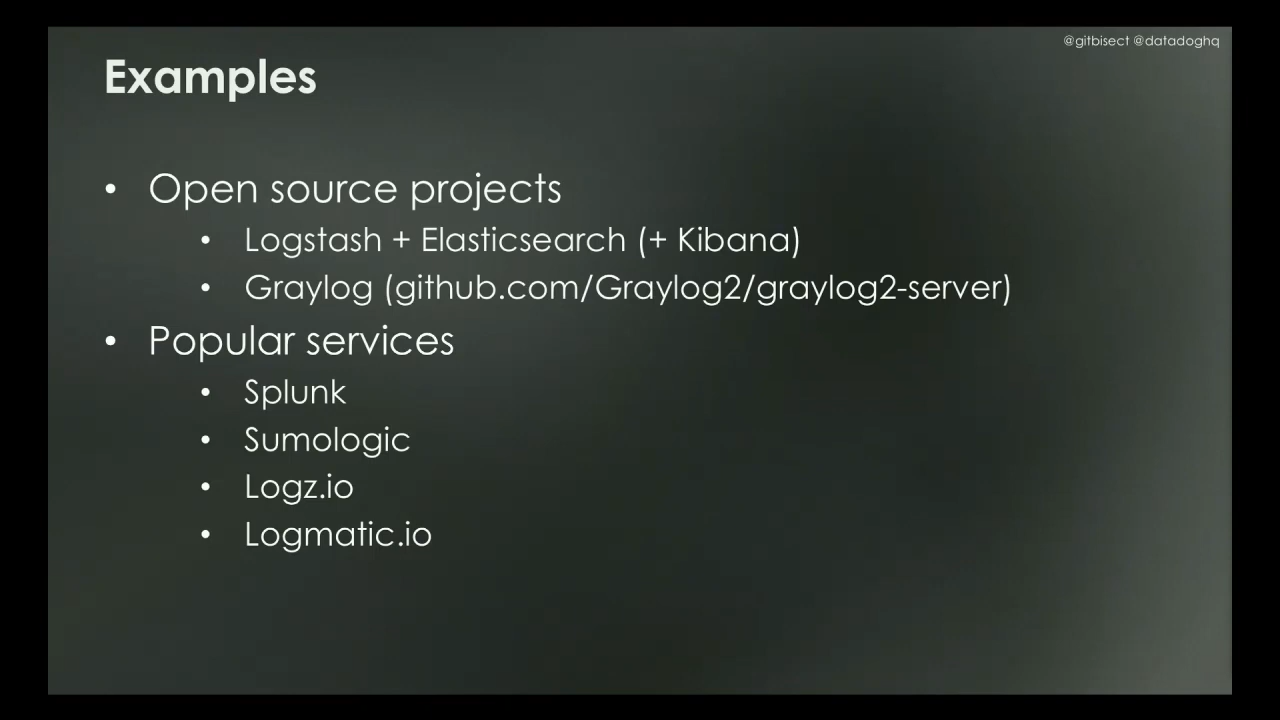 @gitbisect @datadoghq
Examples
• Open source projects
• Logstash + Elasticsearch (+ Kibana)
• Graylog (github.com/Graylog2/graylog2-server)
• Popular services
• Splunk
• Sumologic
• Logz.io
• Logmatic.io